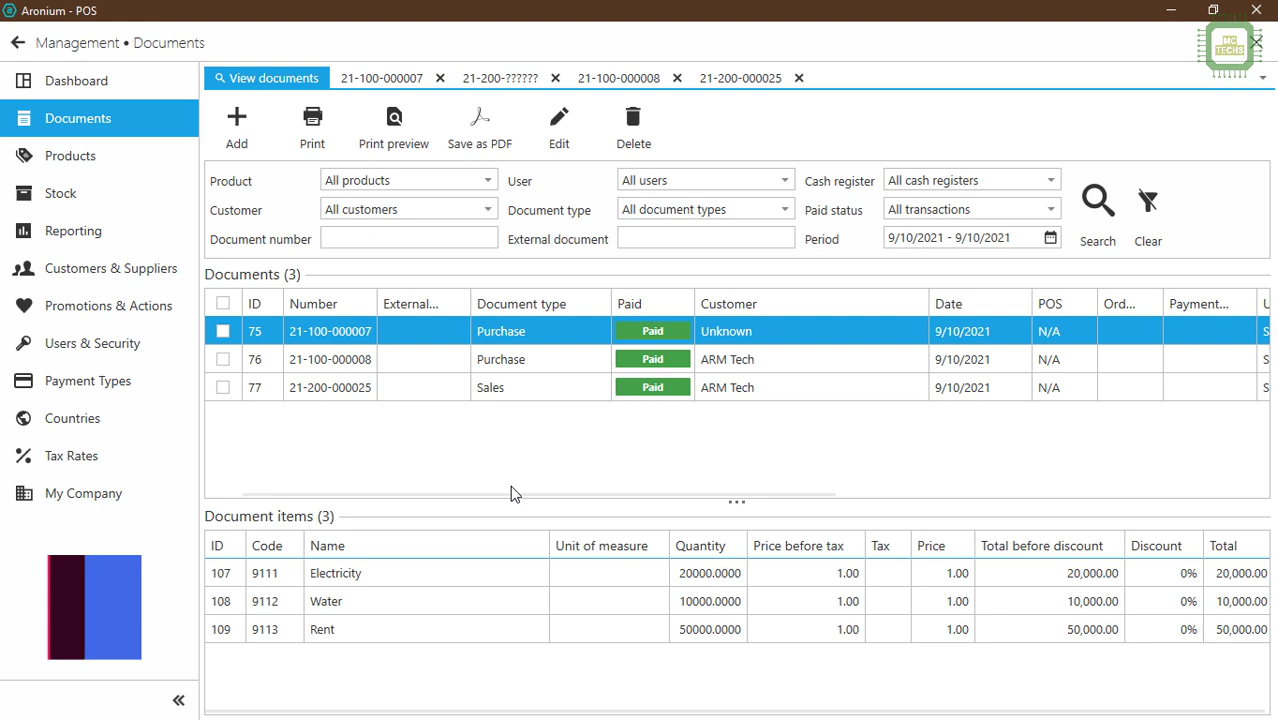 Aronium - POS
Management • Documents
MC
TECHS
Dashboard
Documents
Products
Stock
Reporting
Customers & Suppliers
Promotions & Actions
Users & Security
Payment Types
Countries
Tax Rates
My Company
View documents 21-100-000007 21-200-?????? 21-100-000008 21-200-000025
Add Print Print preview Save as PDF Edit Delete
Product All products User All users Cash register All cash registers
Customer All customers Document type All document types Paid status All transactions
Document number External document Period 9/10/2021 - 9/10/2021
Search Clear
Documents (3)
ID Number External... Document type Paid Customer Date POS Ord... Payment... U
75 21-100-000007 Purchase Paid Unknown 9/10/2021 N/A S
76 21-100-000008 Purchase Paid ARM Tech 9/10/2021 N/A S
77 21-200-000025 Sales Paid ARM Tech 9/10/2021 N/A S
Document items (3)
ID Code Name Unit of measure Quantity Price before tax Tax Price Total before discount Discount Total
107 9111 Electricity 20000.0000 1.00 1.00 20,000.00 0% 20,000.00
108 9112 Water 10000.0000 1.00 1.00 10,000.00 0% 10,000.00
109 9113 Rent 50000.0000 1.00 1.00 50,000.00 0% 50,000.00